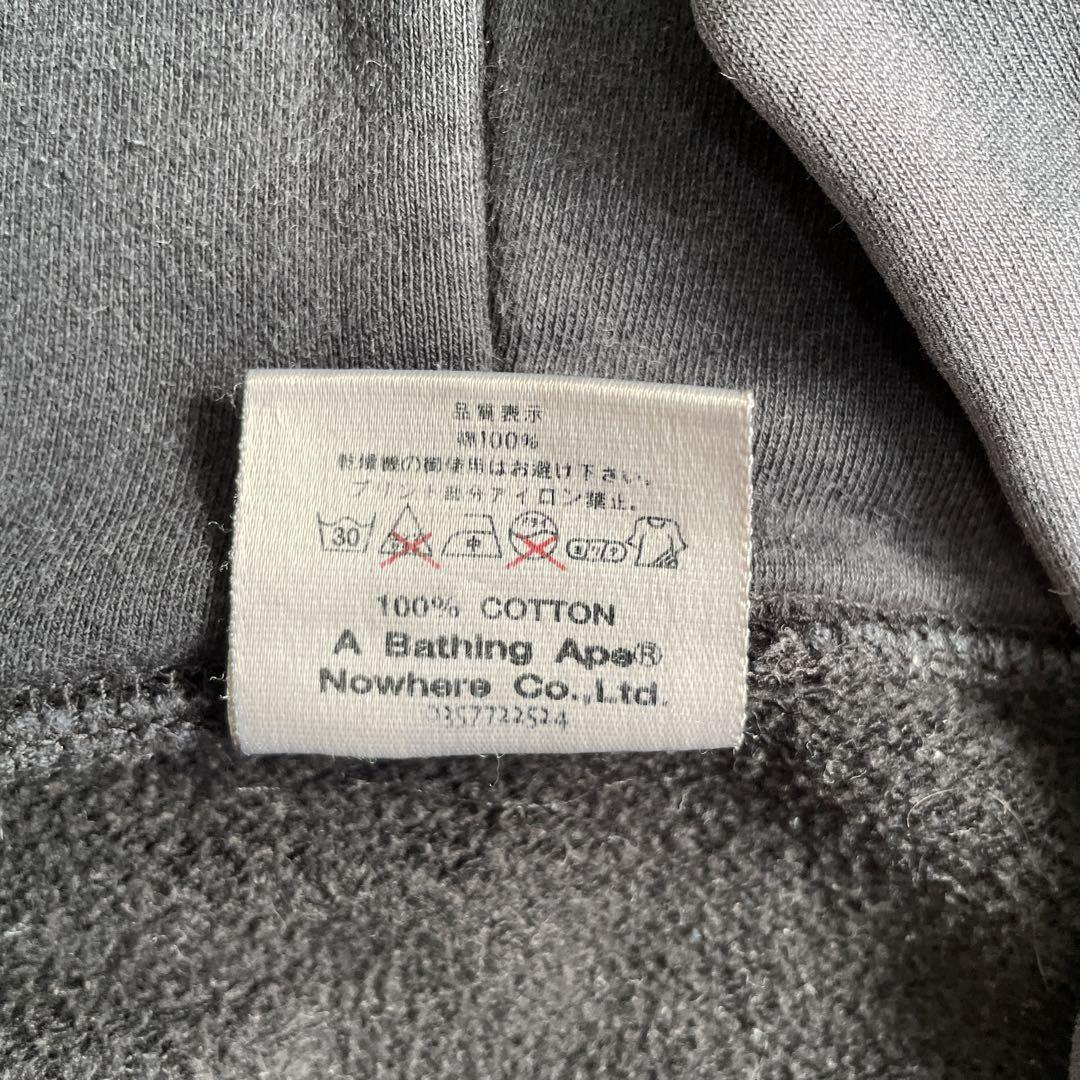 品質表示
綿100%
乾燥機の御使用はお避け下さい。
プリント部分アイロン禁止。
30 中
100% COTTON
A Bathing Ape®
Nowhere Co.,Ltd.
0357722524